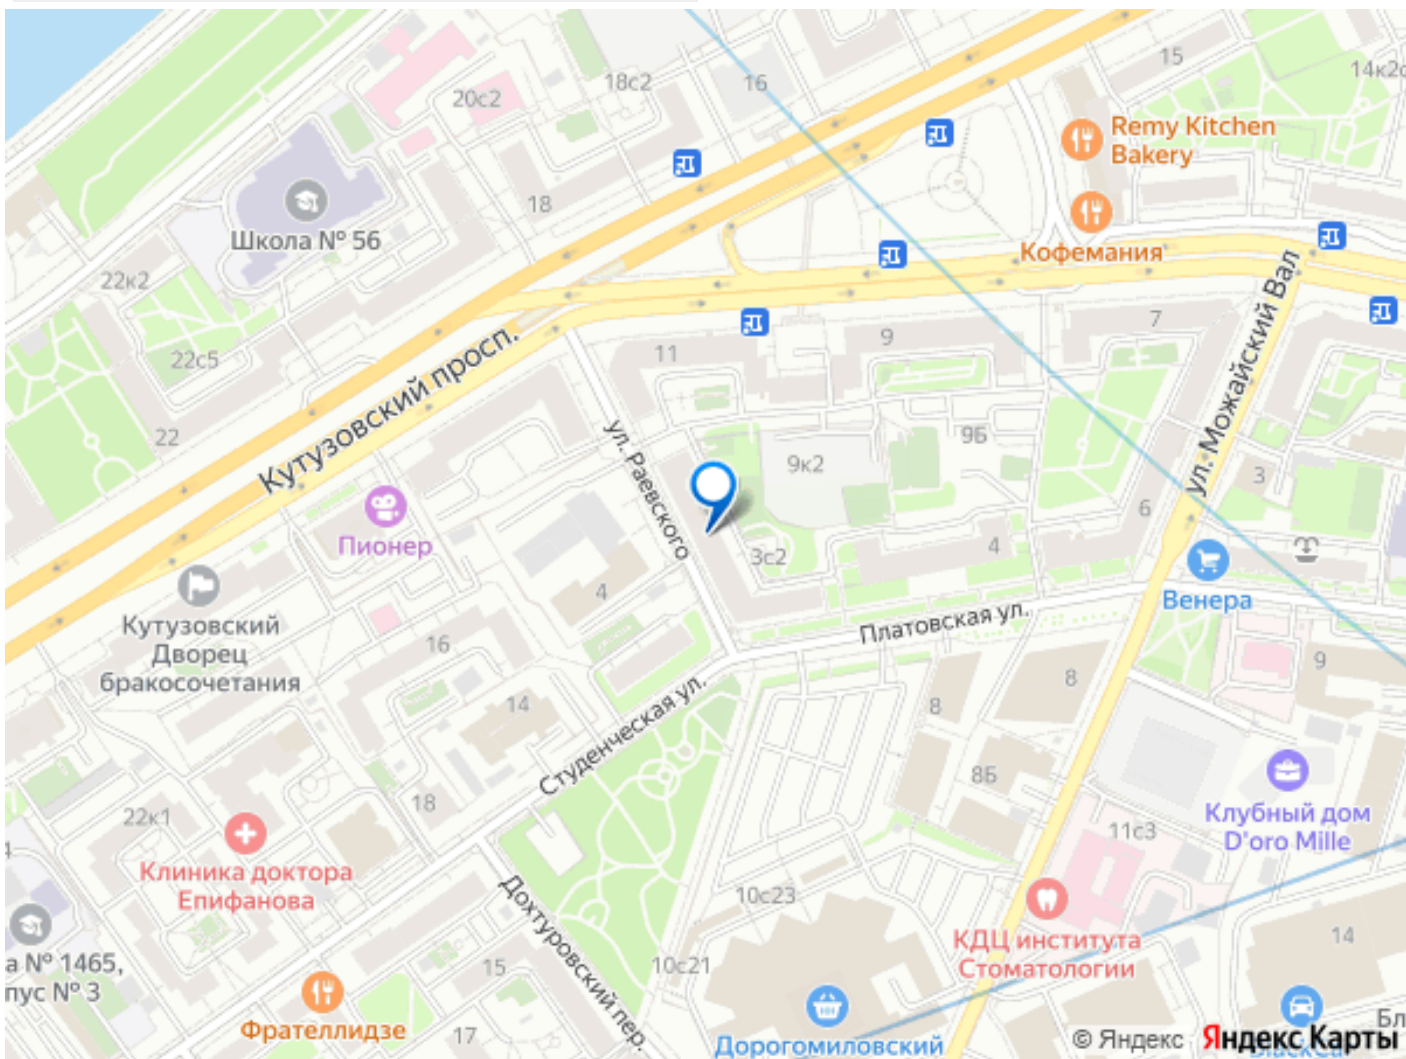 15
14к2с
18с2
16
20с2
Remy Kitchen
Bakery
18
Школа № 56
Кофемания
22к2
ул. Можайский Вал
7
9
11
22с5
Кутузовский просп.
22
ул. Раевского
9Б
9к2
3
6
Пионер
3с2
4
4
Венера
Кутузовский
Дворец
бракосочетания
Платовская ул.
16
9
8
8
14
Студенческая ул.
8Б
18
22к1
Клубный дом
D'oro Mille
11с3
Клиника доктора
Епифанова
10с23
Дохтуровский пер.
КДЦ института
Стоматологии
14
а № 1465,
пус № 3
15
10с21
Фрателлидзе
17
Дорогомиловский
Бл
© Яндекс Яндекс Карты